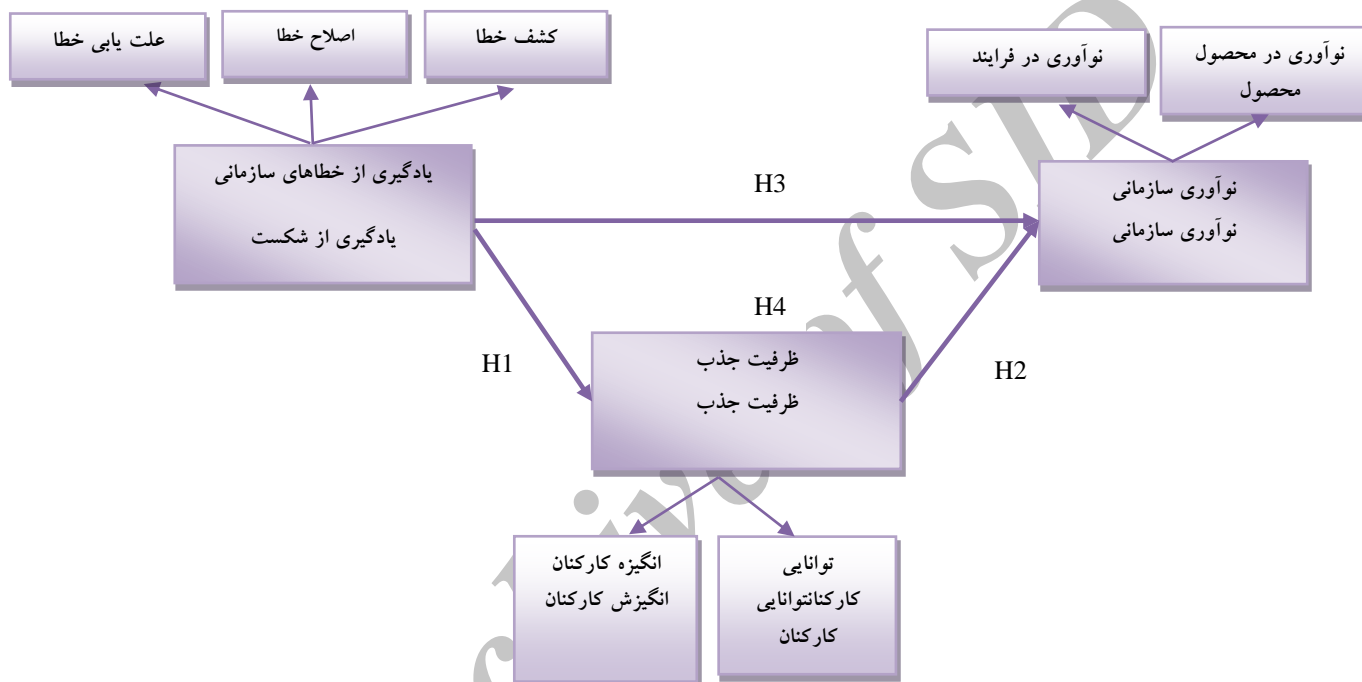 علت یابی خطا
اصلاح خطا
کشف خطا
نوآوری در فرایند
نوآوری در محصول
محصول
یادگیری از خطاهای سازمانی
یادگیری از شکست
H3
نوآوری سازمانی
نوآوری سازمانی
H4
H1
ظرفیت جذب
ظرفیت جذب
H2
انگیزه کارکنان
انگیزش کارکنان
توانایی
کارکنانتوانایی
کارکنان
of SID